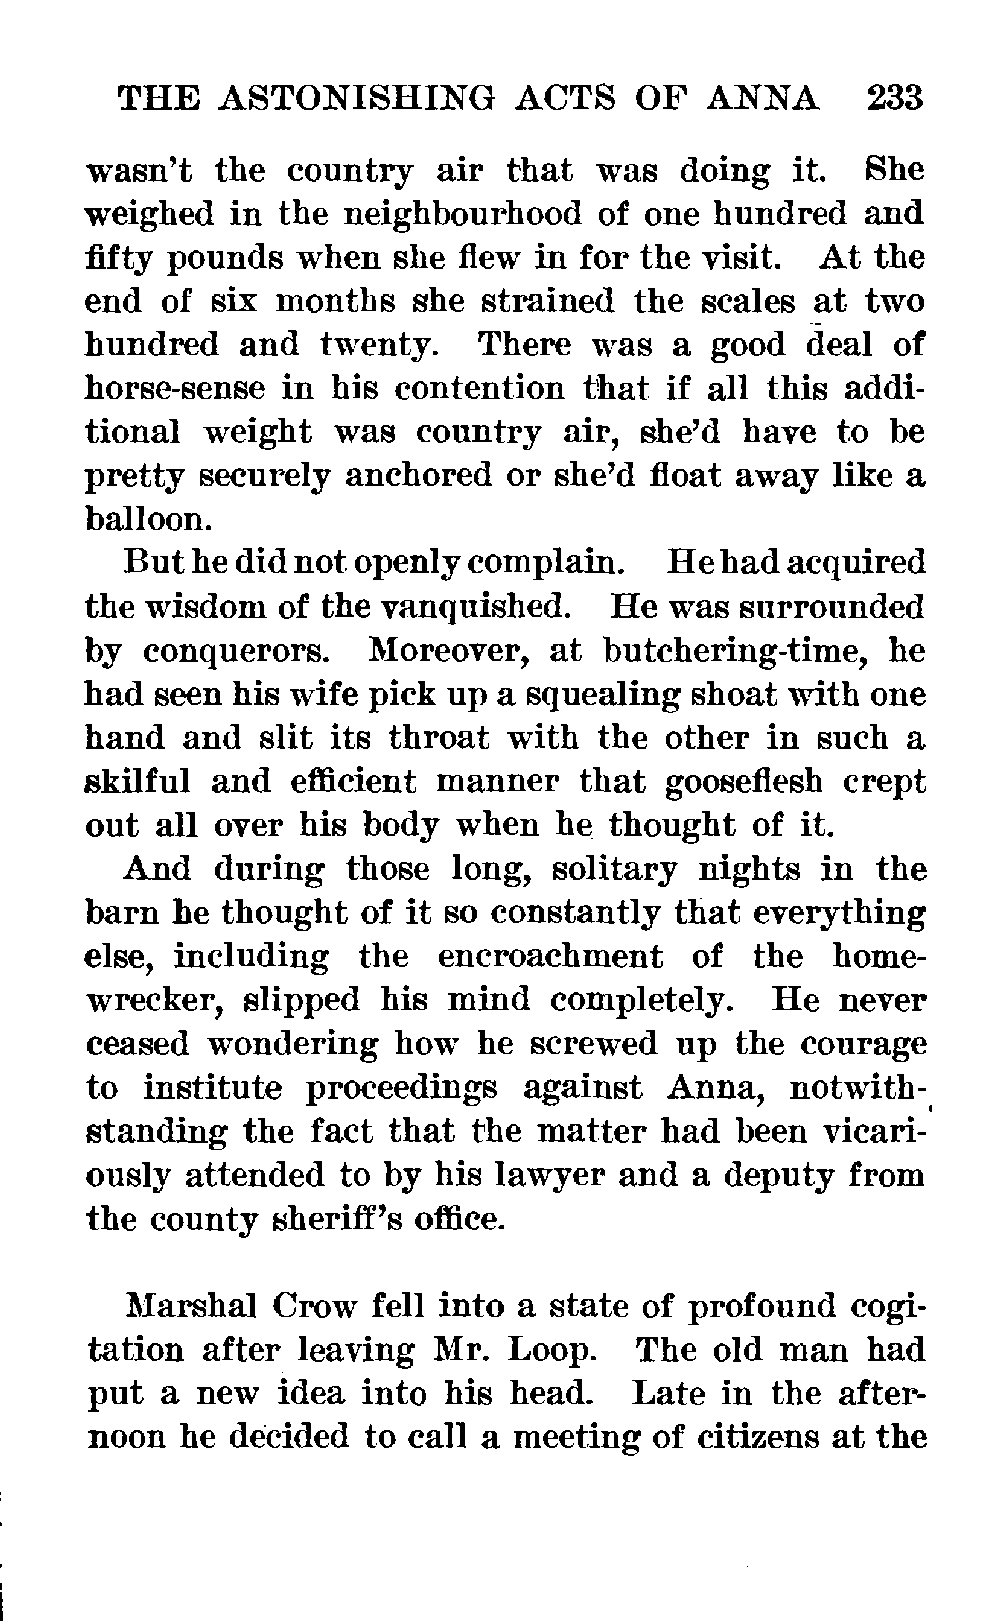 THE ASTONISHING ACTS OF ANNA 233
wasn't the country air that was doing it. She
weighed in the neighbourhood of one hundred and
fifty pounds when she flew in for the visit. At the
end of six months she strained the scales at two
hundred and twenty. There was a good deal of
horse-sense in his contention that if all this addi-
tional weight was country air, she'd have to be
pretty securely anchored or she'd float away like a
balloon.
But he did not openly complain. He had acquired
the wisdom of the vanquished. He was surrounded
by conquerors. Moreover, at butchering-time, he
had seen his wife pick up a squealing shoat with one
hand and slit its throat with the other in such a
skilful and efficient manner that gooseflesh crept
out all over his body when he thought of it.
And during those long, solitary nights in the
barn he thought of it so constantly that everything
else, including the encroachment of the home-
wrecker, slipped his mind completely. He never
ceased wondering how he screwed up the courage
to institute proceedings against Anna, notwith-
standing the fact that the matter had been vicari-
ously attended to by his lawyer and a deputy from
the county sheriff's office.
Marshal Crow fell into a state of profound cogi-
tation after leaving Mr. Loop. The old man had
put a new idea into his head. Late in the after-
noon he decided to call a meeting of citizens at the